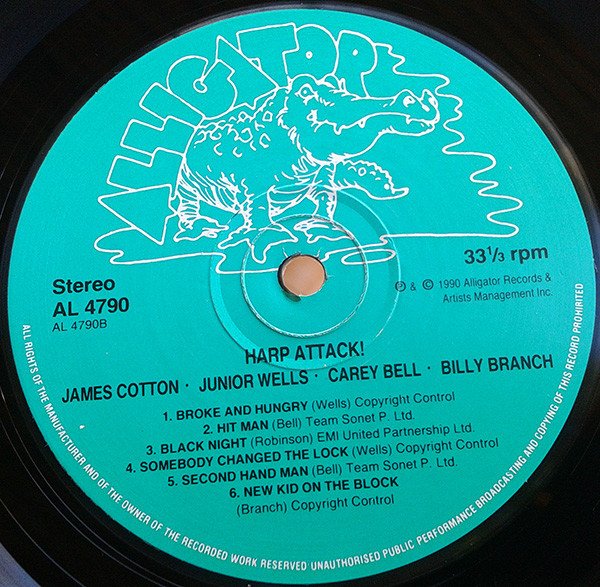 ALLIGATOR
Stereo
AL 4790
AL 4790B
33⅓ rpm
℗ & © 1990 Alligator Records &
Artists Management Inc.
HARP ATTACK!
JAMES COTTON · JUNIOR WELLS · CAREY BELL · BILLY BRANCH
1. BROKE AND HUNGRY (Wells) Copyright Control
2. HIT MAN (Bell) Team Sonet P. Ltd.
3. BLACK NIGHT (Robinson) EMI United Partnership Ltd.
4. SOMEBODY CHANGED THE LOCK (Wells) Copyright Control
5. SECOND HAND MAN (Bell) Team Sonet P. Ltd.
6. NEW KID ON THE BLOCK
(Branch) Copyright Control
ALL RIGHTS OF THE MANUFACTURER AND OF THE OWNER OF THE RECORDED WORK RESERVED UNAUTHORISED PUBLIC PERFORMANCE BROADCASTING AND COPYING OF THIS RECORD PROHIBITED